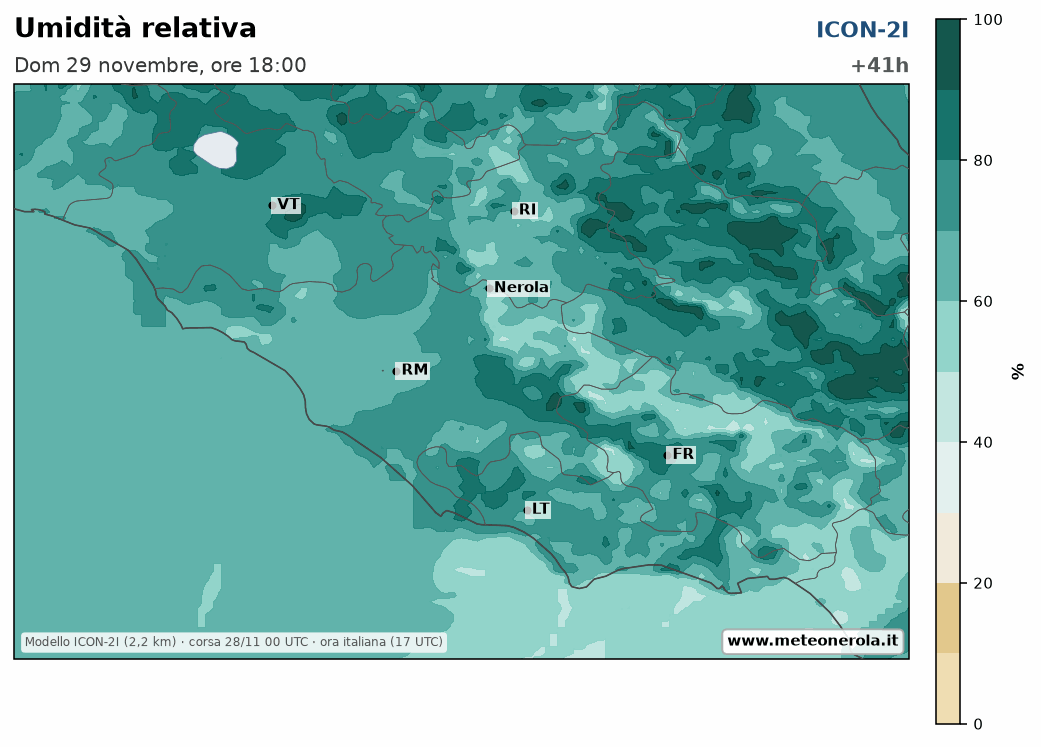 Umidità relativa
ICON-2I
Dom 29 novembre, ore 18:00
+41h
100
80
60
40
20
0
%
VT
RI
Nerola
RM
FR
LT
Modello ICON-2I (2,2 km) · corsa 28/11 00 UTC · ora italiana (17 UTC)
www.meteonerola.it